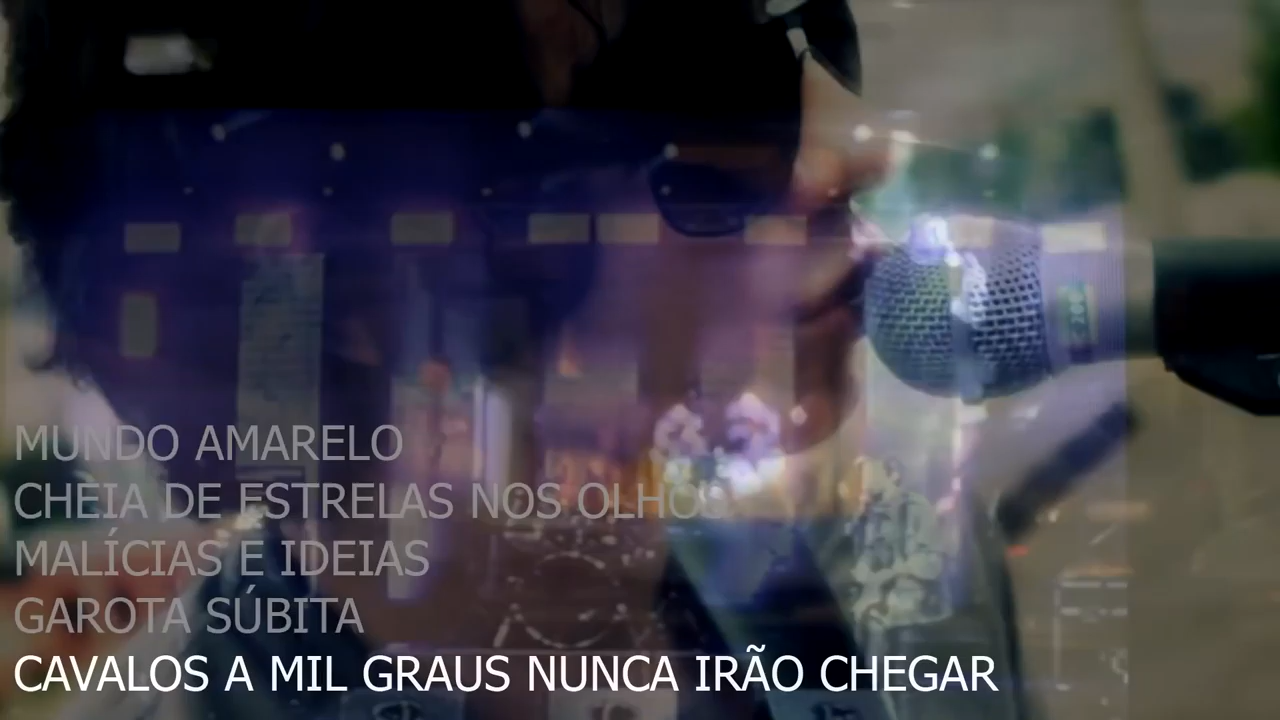 MUNDO AMARELO
CHEIA DE ESTRELAS NOS OLHOS
MALÍCIAS E IDEIAS
GAROTA SÚBITA
CAVALOS A MIL GRAUS NUNCA IRÃO CHEGAR